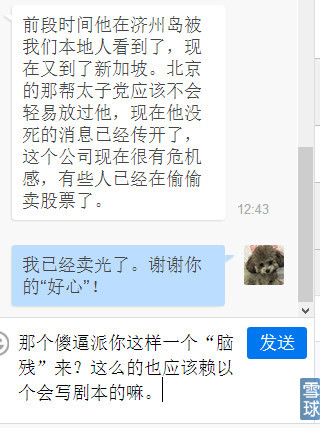 前段时间他在济州岛被
我们本地人看到了，现
在又到了新加坡。北京
的那帮太子党应该不会
轻易放过他，现在他没
死的消息已经传开了，
这个公司现在很有危机
感，有些人已经在偷偷
卖股票了。
12:43
我已经卖光了。谢谢你
的“好心”！
那个傻逼派你这样一个“脑
残”来？这么的也应该赖以
个会写剧本的嘛。
发送
雪球